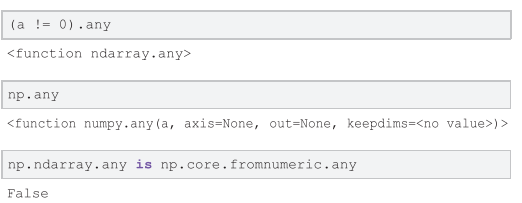 (a != 0).any
<function ndarray.any>
np.any
<function numpy.any(a, axis=None, out=None, keepdims=<no value>)>
np.ndarray.any is np.core.fromnumeric.any
False